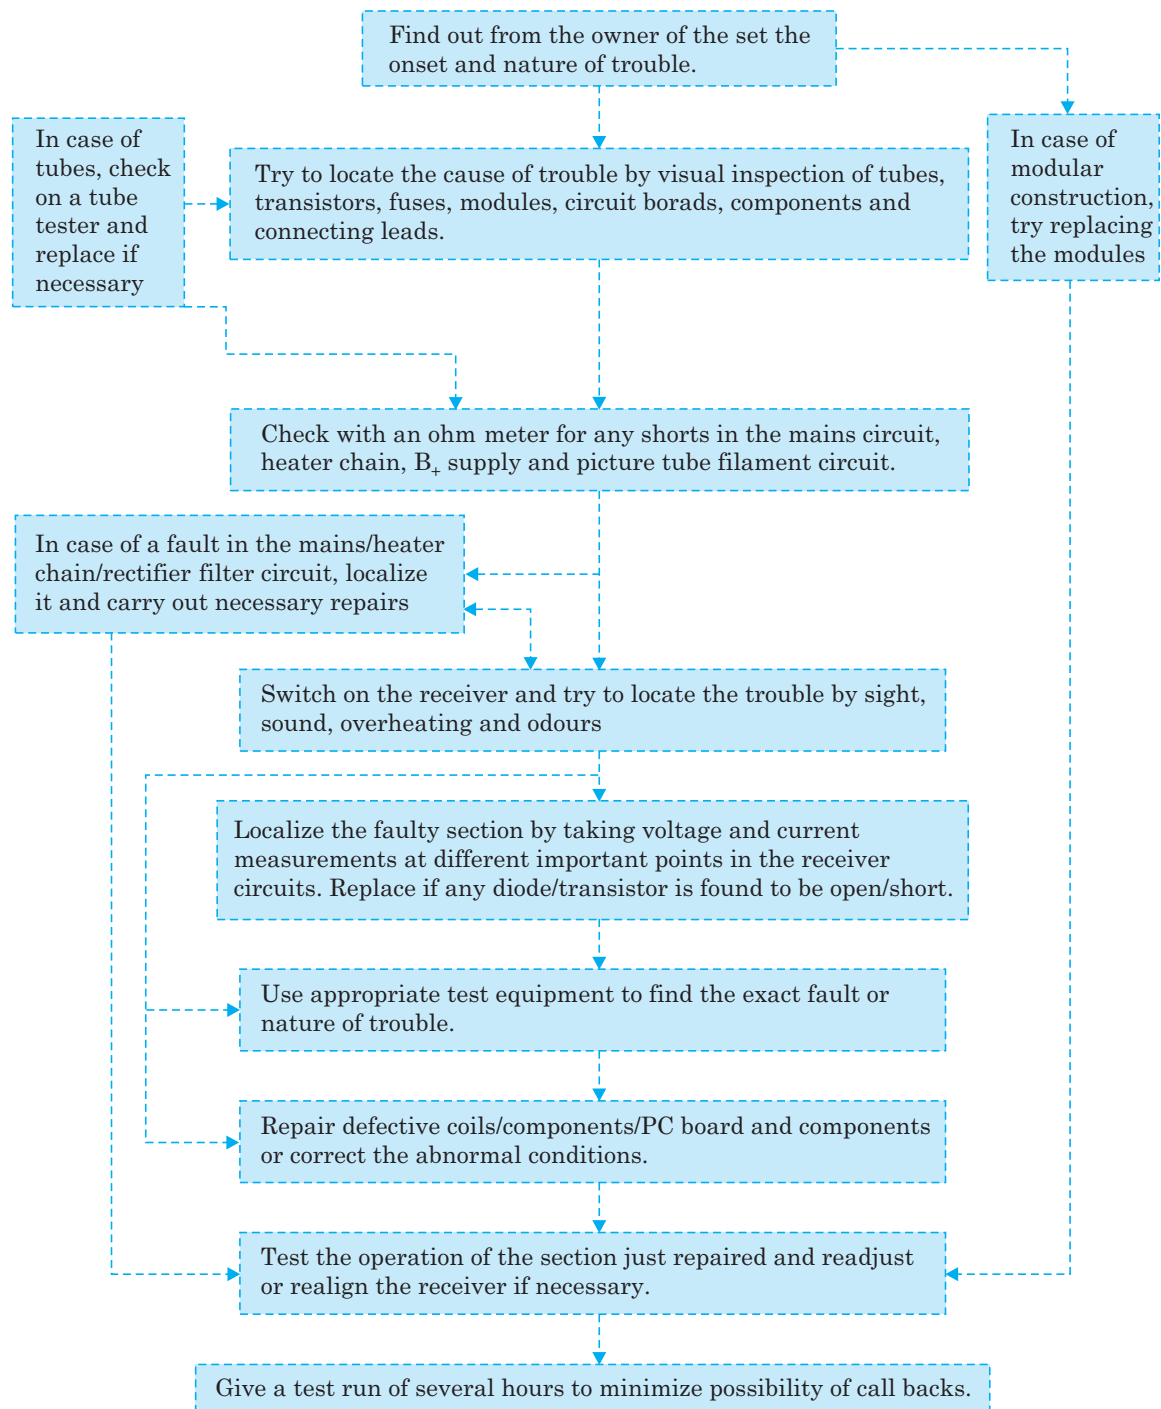 Find out from the owner of the set the
onset and nature of trouble.
In case of
tubes, check
on a tube
tester and
replace if
necessary
Try to locate the cause of trouble by visual inspection of tubes,
transistors, fuses, modules, circuit borads, components and
connecting leads.
In case of
modular
construction,
try replacing
the modules
Check with an ohm meter for any shorts in the mains circuit,
heater chain, B₊ supply and picture tube filament circuit.
In case of a fault in the mains/heater
chain/rectifier filter circuit, localize
it and carry out necessary repairs
Switch on the receiver and try to locate the trouble by sight,
sound, overheating and odours
Localize the faulty section by taking voltage and current
measurements at different important points in the receiver
circuits. Replace if any diode/transistor is found to be open/short.
Use appropriate test equipment to find the exact fault or
nature of trouble.
Repair defective coils/components/PC board and components
or correct the abnormal conditions.
Test the operation of the section just repaired and readjust
or realign the receiver if necessary.
Give a test run of several hours to minimize possibility of call backs.